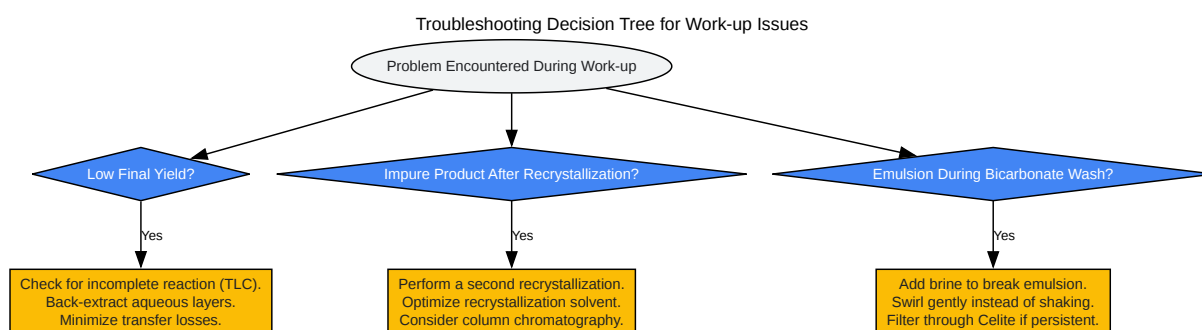 Troubleshooting Decision Tree for Work-up Issues
Problem Encountered During Work-up
Low Final Yield?
Impure Product After Recrystallization?
Emulsion During Bicarbonate Wash?
Yes
Yes
Yes
Check for incomplete reaction (TLC).
Back-extract aqueous layers.
Minimize transfer losses.
Perform a second recrystallization.
Optimize recrystallization solvent.
Consider column chromatography.
Add brine to break emulsion.
Swirl gently instead of shaking.
Filter through Celite if persistent.